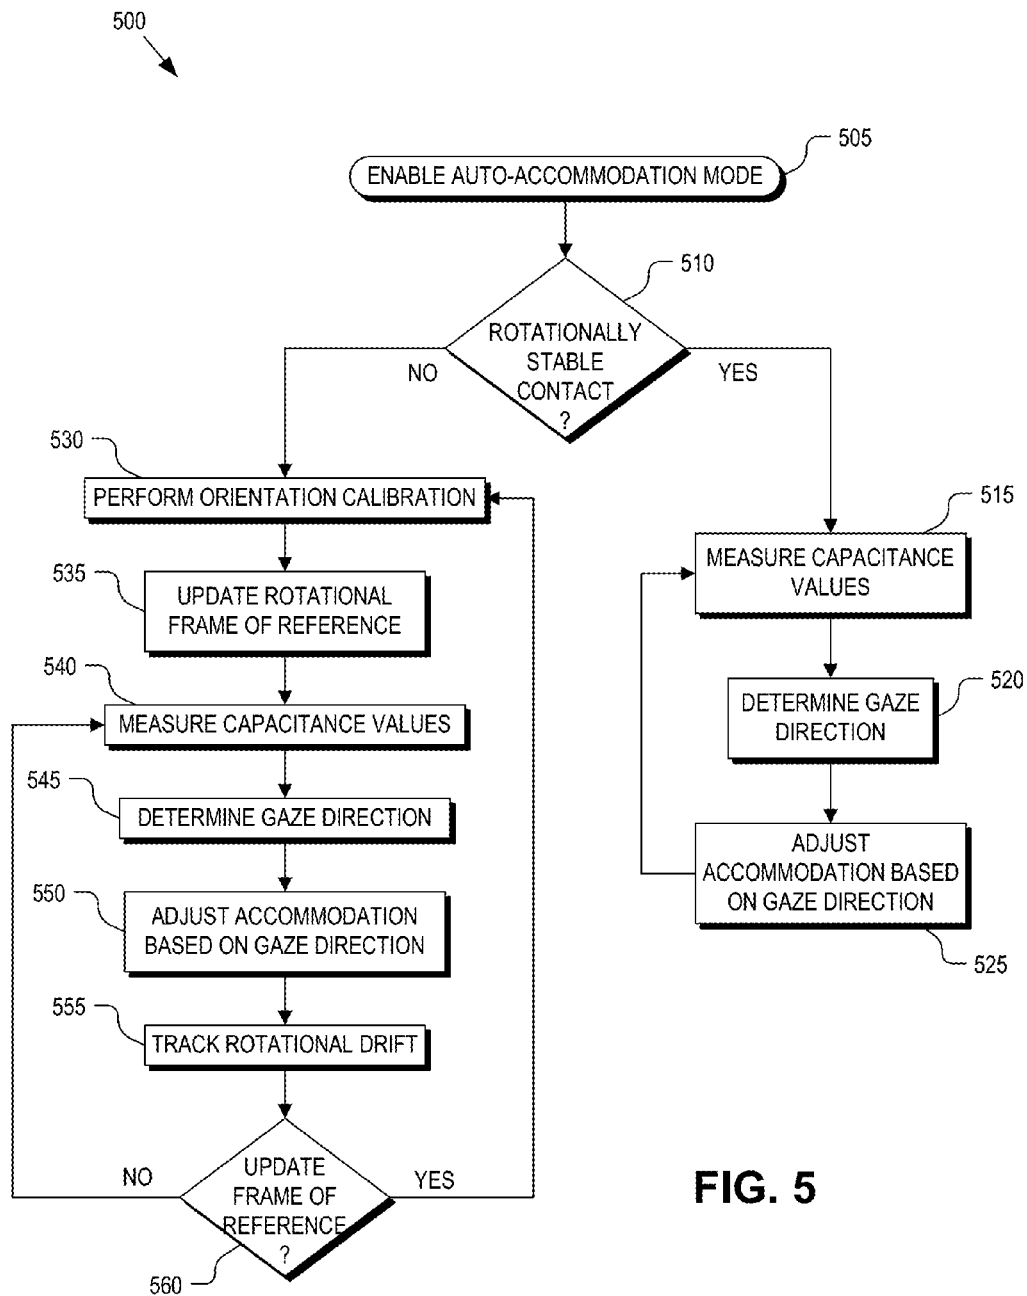 500
505
ENABLE AUTO-ACCOMMODATION MODE
510
ROTATIONALLY
STABLE
CONTACT
?
NO
YES
530
PERFORM ORIENTATION CALIBRATION
535
UPDATE ROTATIONAL
FRAME OF REFERENCE
540
MEASURE CAPACITANCE VALUES
545
DETERMINE GAZE DIRECTION
550
ADJUST ACCOMMODATION
BASED ON GAZE DIRECTION
555
TRACK ROTATIONAL DRIFT
NO
UPDATE
FRAME OF
REFERENCE
?
YES
560
515
MEASURE CAPACITANCE
VALUES
520
DETERMINE GAZE
DIRECTION
ADJUST
ACCOMMODATION BASED
ON GAZE DIRECTION
525
FIG. 5